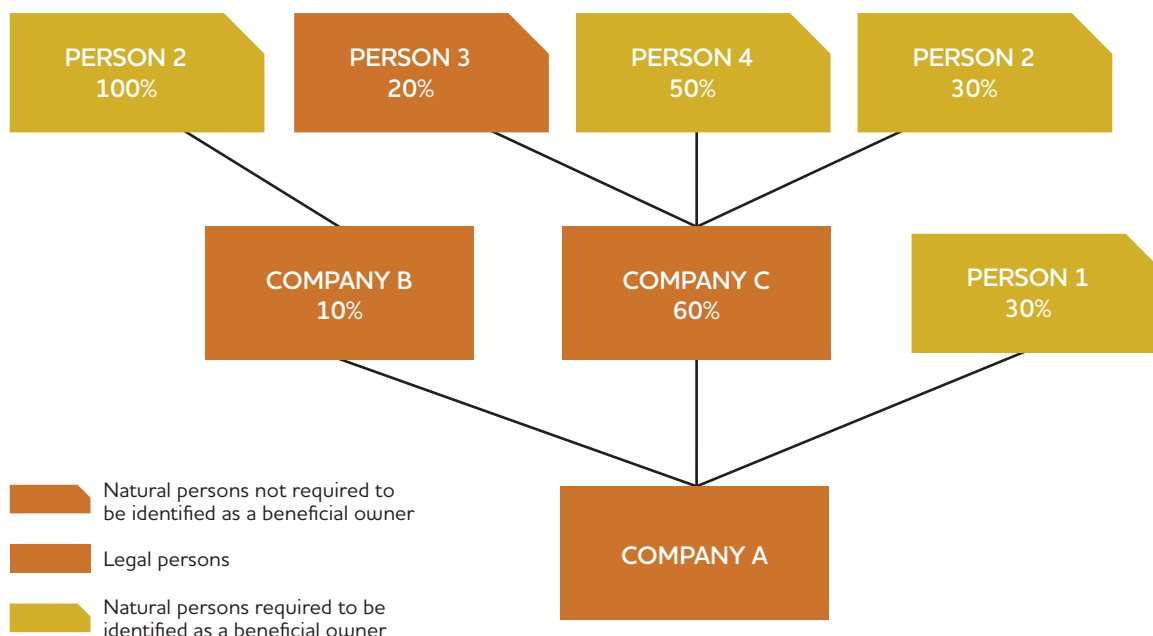 PERSON 2
100%
PERSON 3
20%
PERSON 4
50%
PERSON 2
30%
COMPANY B
10%
COMPANY C
60%
PERSON 1
30%
Natural persons not required to
be identified as a beneficial owner
Legal persons
Natural persons required to be
identified as a beneficial owner
COMPANY A